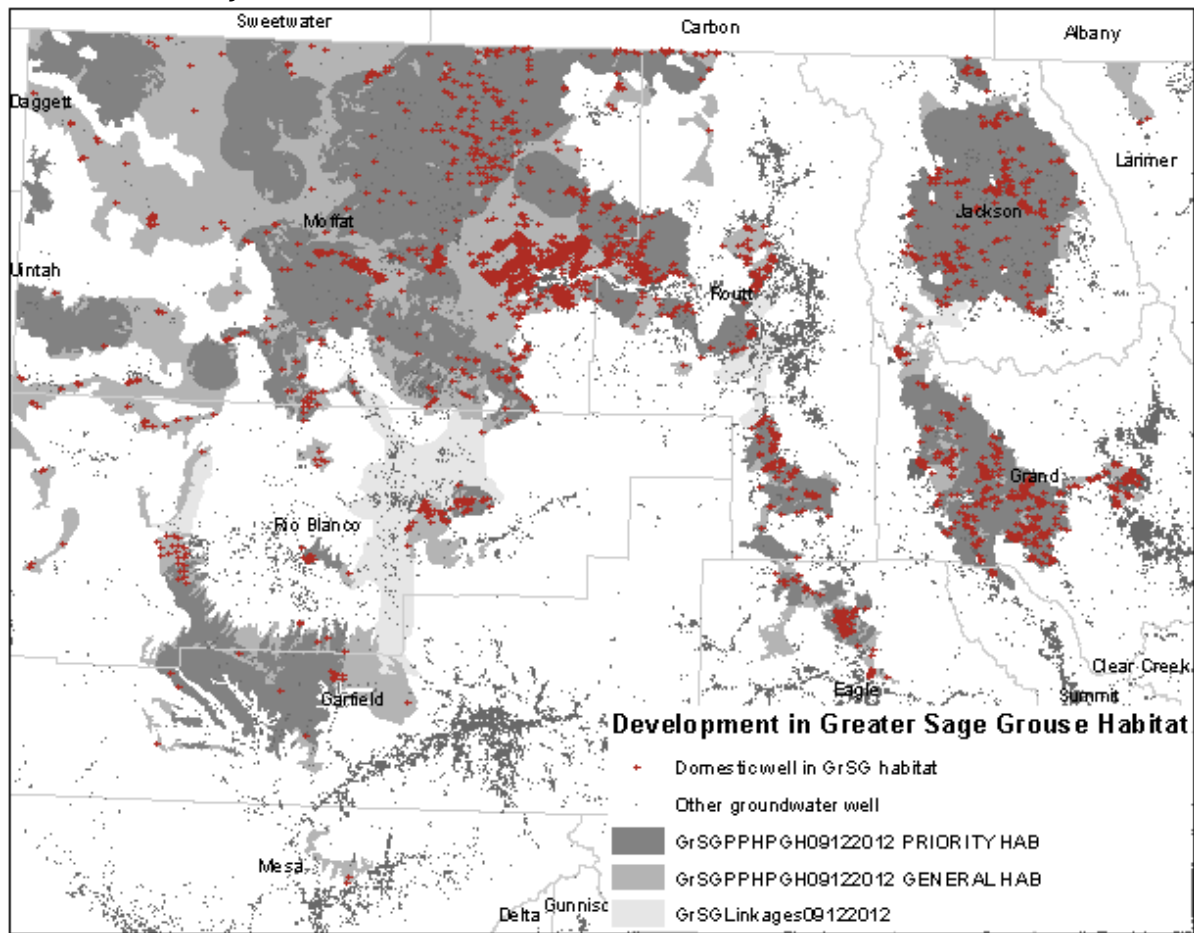 Sweetwater
Carbon
Albany
Daggett
Larimer
Moffat
Jackson
Uintah
Routt
Grand
Rio Blanco
Clear Creek
Garfield
Eagle
Summit
Development in Greater Sage Grouse Habitat
Domestic well in GrSG habitat
Other groundwater well
GrSGPPHPGH09122012 PRIORITY HAB
GrSGPPHPGH09122012 GENERAL HAB
GrSGLinkages09122012
Mesa
Delta
Gunnisc